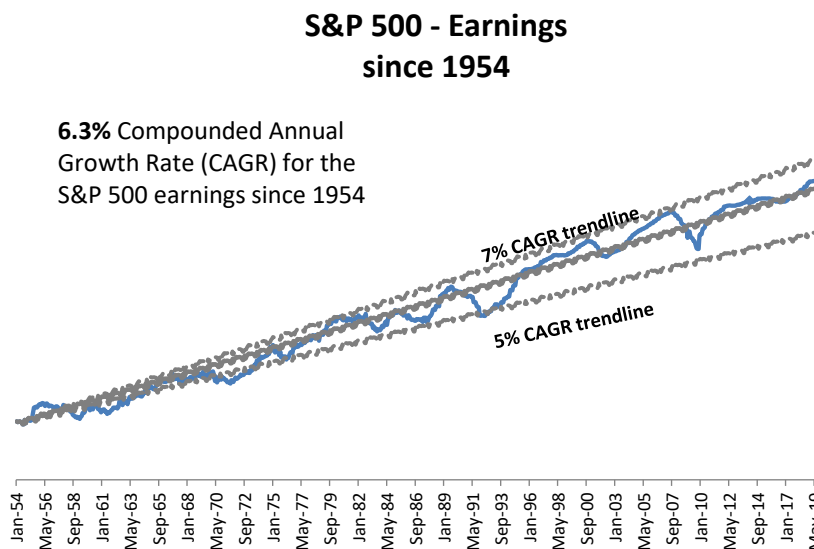 S&P 500 - Earnings
since 1954
6.3% Compounded Annual
Growth Rate (CAGR) for the
S&P 500 earnings since 1954
7% CAGR trendline
5% CAGR trendline
Jan-54
May-56
Sep-58
Jan-61
May-63
Sep-65
Jan-68
May-70
Sep-72
Jan-75
May-77
Sep-79
Jan-82
May-84
Sep-86
Jan-89
May-91
Sep-93
Jan-96
May-98
Sep-00
Jan-03
May-05
Sep-07
Jan-10
May-12
Sep-14
Jan-17
May-19